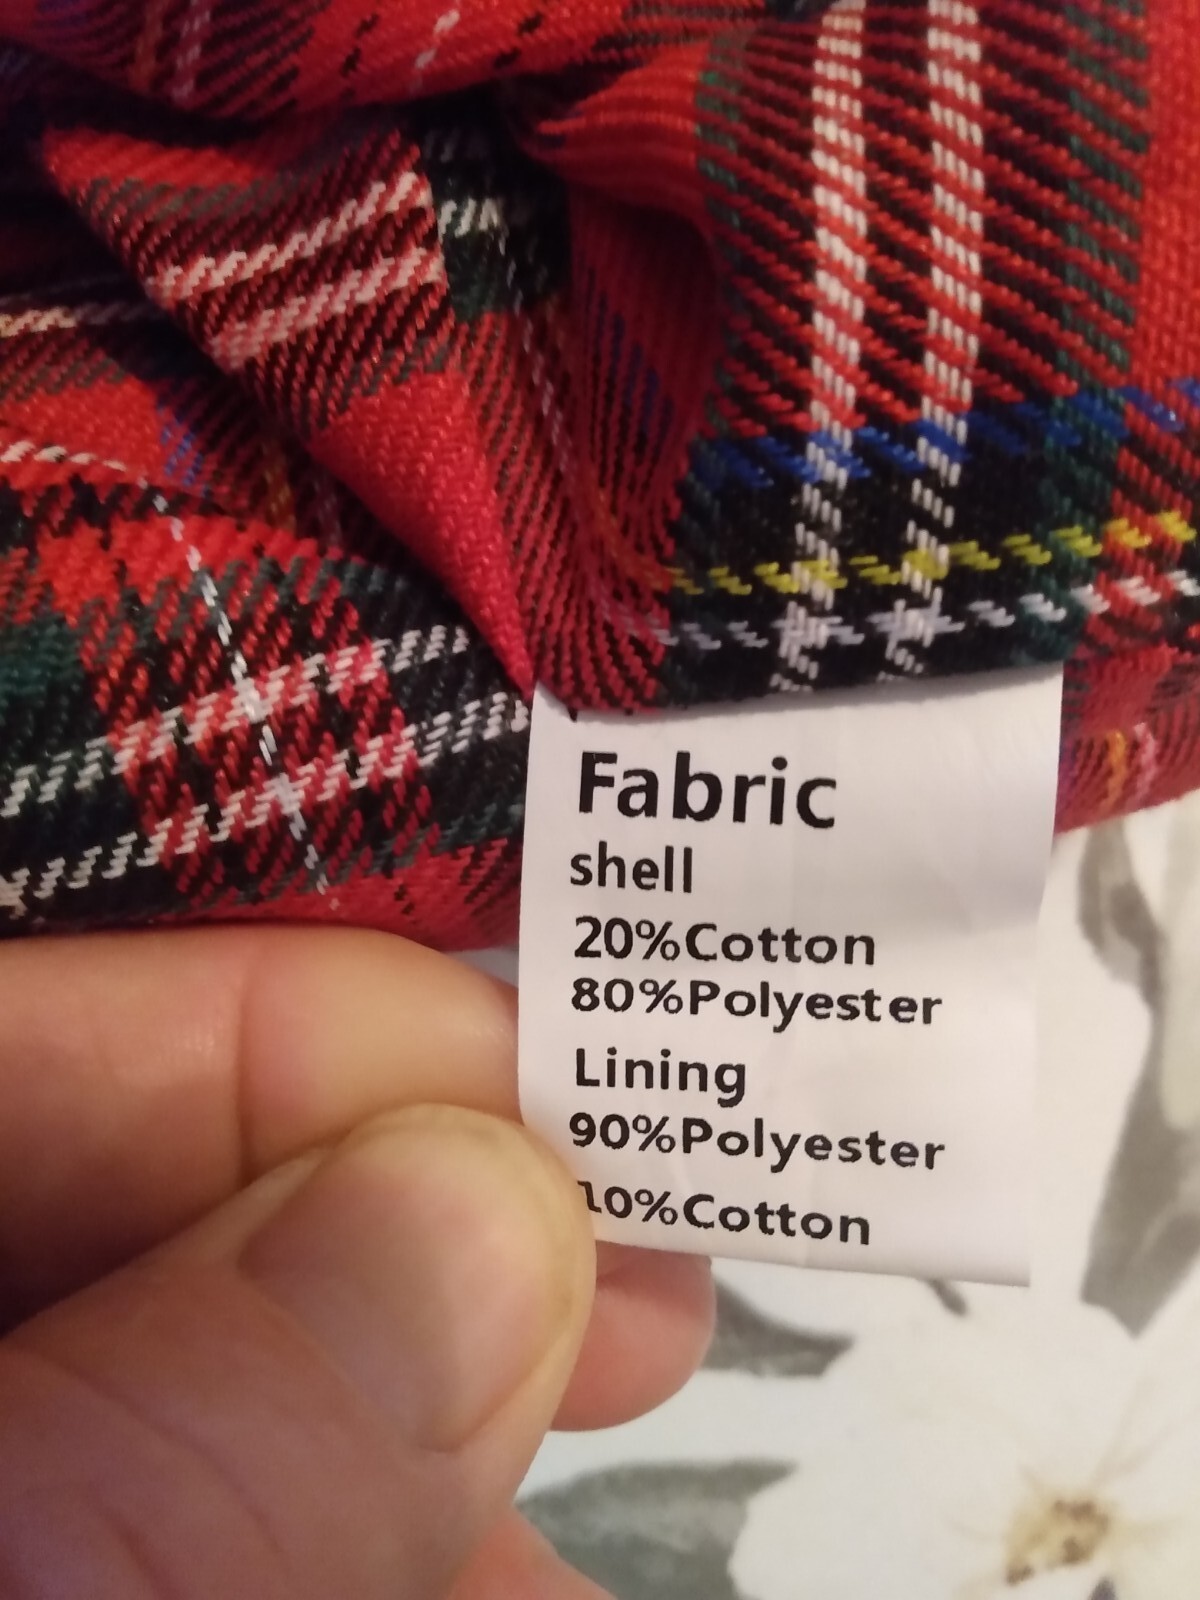 Fabric
shell
20%Cotton
80%Polyester
Lining
90%Polyester
10%Cotton